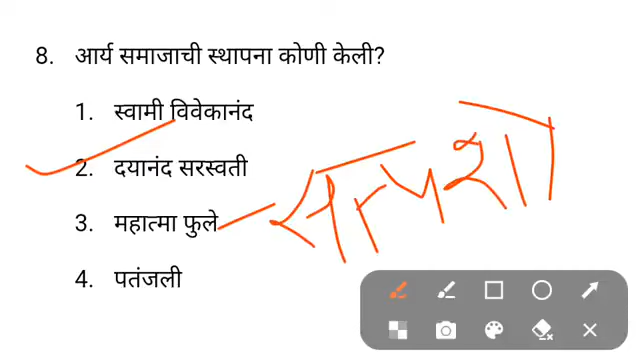 8. आर्य समाजाची स्थापना कोणी केली?
1. स्वामी विवेकानंद
2. दयानंद सरस्वती
3. महात्मा फुले
4. पतंजली